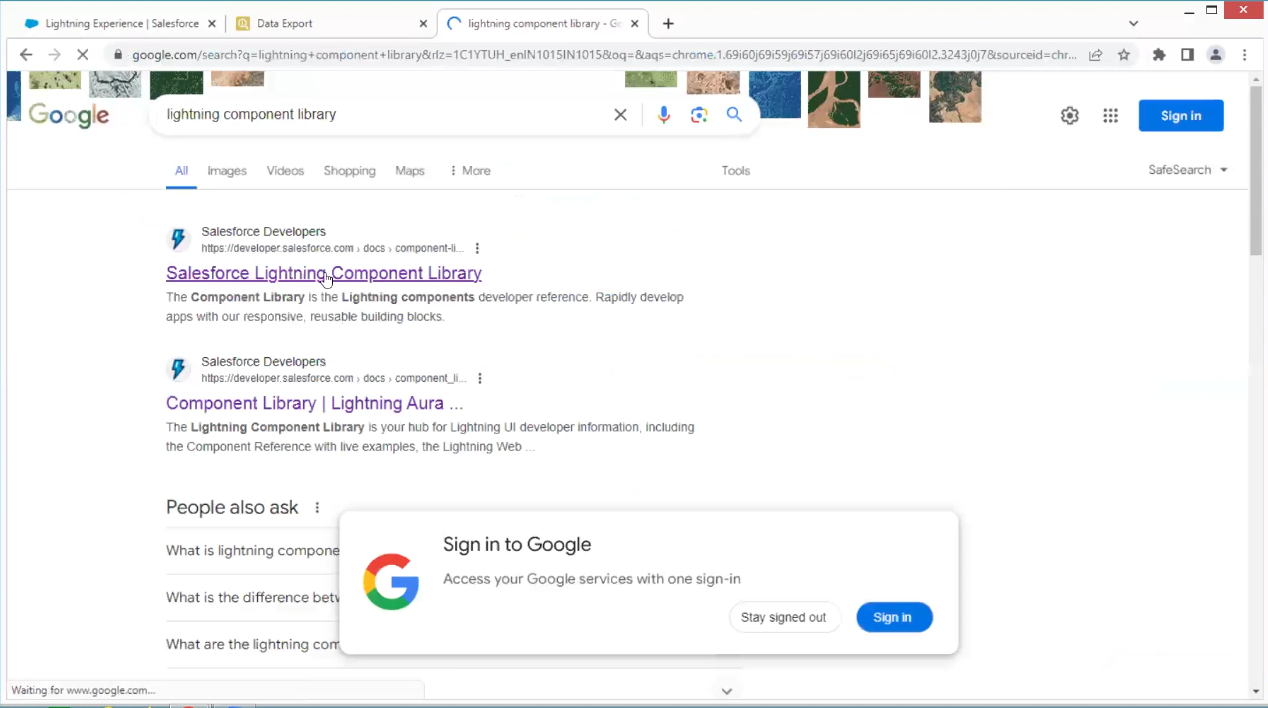 Lightning Experience | Salesforce
Data Export
lightning component library - Go
google.com/search?q=lightning+component+library&rlz=1C1YTUH_enIN1015IN1015&oq=&aqs=chrome.1.69i60j69i59j69i57j69i60l2j69i65j69i60l2.3243j0j7&sourceid=chr...
Google
lightning component library
Sign in
All Images Videos Shopping Maps More Tools SafeSearch
Salesforce Developers
https://developer.salesforce.com › docs › component-li...
Salesforce Lightning Component Library
The Component Library is the Lightning components developer reference. Rapidly develop
apps with our responsive, reusable building blocks.
Salesforce Developers
https://developer.salesforce.com › docs › component_li...
Component Library | Lightning Aura ...
The Lightning Component Library is your hub for Lightning UI developer information, including
the Component Reference with live examples, the Lightning Web ...
People also ask
What is lightning compone
What is the difference betw
What are the lightning com
Sign in to Google
Access your Google services with one sign-in
Stay signed out
Sign in
Waiting for www.google.com...